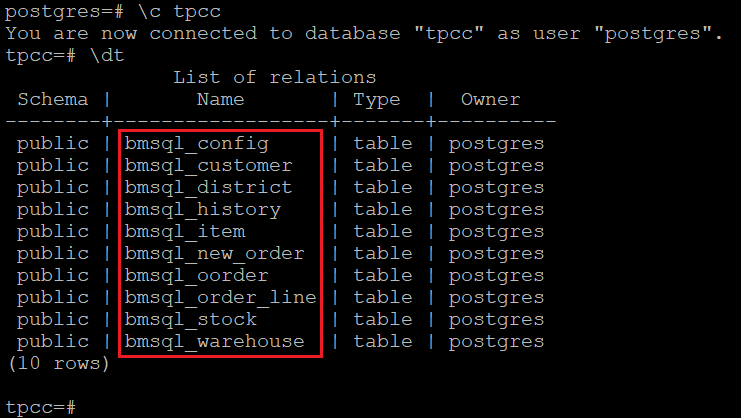 postgres=# \c tpcc
You are now connected to database "tpcc" as user "postgres".
tpcc=# \dt
              List of relations
 Schema |       Name       | Type  |  Owner
--------+------------------+-------+----------
 public | bmsql_config     | table | postgres
 public | bmsql_customer   | table | postgres
 public | bmsql_district   | table | postgres
 public | bmsql_history    | table | postgres
 public | bmsql_item       | table | postgres
 public | bmsql_new_order  | table | postgres
 public | bmsql_oorder     | table | postgres
 public | bmsql_order_line | table | postgres
 public | bmsql_stock      | table | postgres
 public | bmsql_warehouse  | table | postgres
(10 rows)
tpcc=#